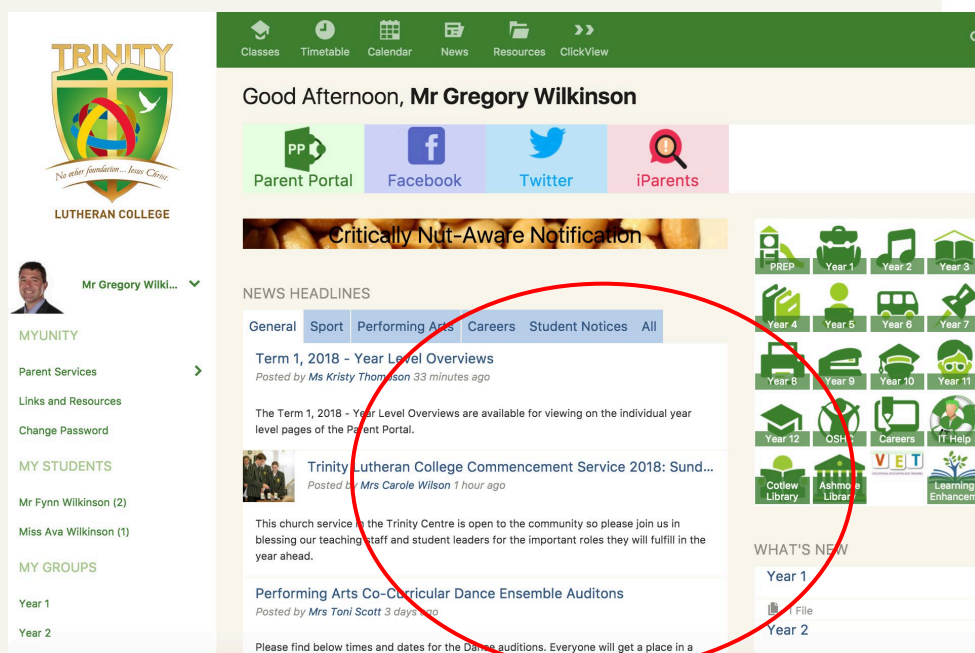 TRINITY
No other foundation... Jesus Christ.
LUTHERAN COLLEGE
Mr Gregory Wilki...
MYUNITY
Parent Services
Links and Resources
Change Password
MY STUDENTS
Mr Fynn Wilkinson (2)
Miss Ava Wilkinson (1)
MY GROUPS
Year 1
Year 2
Classes Timetable Calendar News Resources ClickView
Good Afternoon, Mr Gregory Wilkinson
PP
Parent Portal Facebook Twitter iParents
Critically Nut-Aware Notification
NEWS HEADLINES
General Sport Performing Arts Careers Student Notices All
Term 1, 2018 - Year Level Overviews
Posted by Ms Kristy Thompson 33 minutes ago
The Term 1, 2018 - Year Level Overviews are available for viewing on the individual year
level pages of the Parent Portal.
Trinity Lutheran College Commencement Service 2018: Sund...
Posted by Mrs Carole Wilson 1 hour ago
This church service in the Trinity Centre is open to the community so please join us in
blessing our teaching staff and student leaders for the important roles they will fulfill in the
year ahead.
Performing Arts Co-Curricular Dance Ensemble Auditons
Posted by Mrs Toni Scott 3 days ago
Please find below times and dates for the Dance auditions. Everyone will get a place in a
PREP Year 1 Year 2 Year 3
Year 4 Year 5 Year 6 Year 7
Year 8 Year 9 Year 10 Year 11
Year 12 OSHC Careers IT Help
Cotlew Library
Ashmore Library
VET
Learning
Enhancem
WHAT'S NEW
Year 1
1 File
Year 2